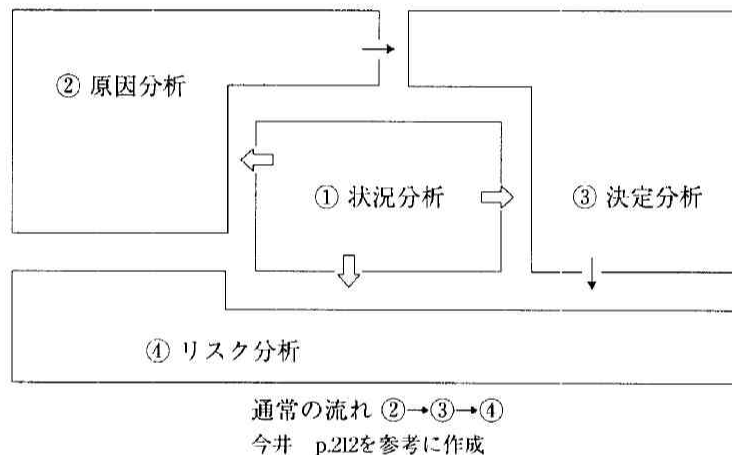 ② 原因分析
① 状況分析
③ 決定分析
④ リスク分析
通常の流れ ②→③→④
今井 p.212を参考に作成